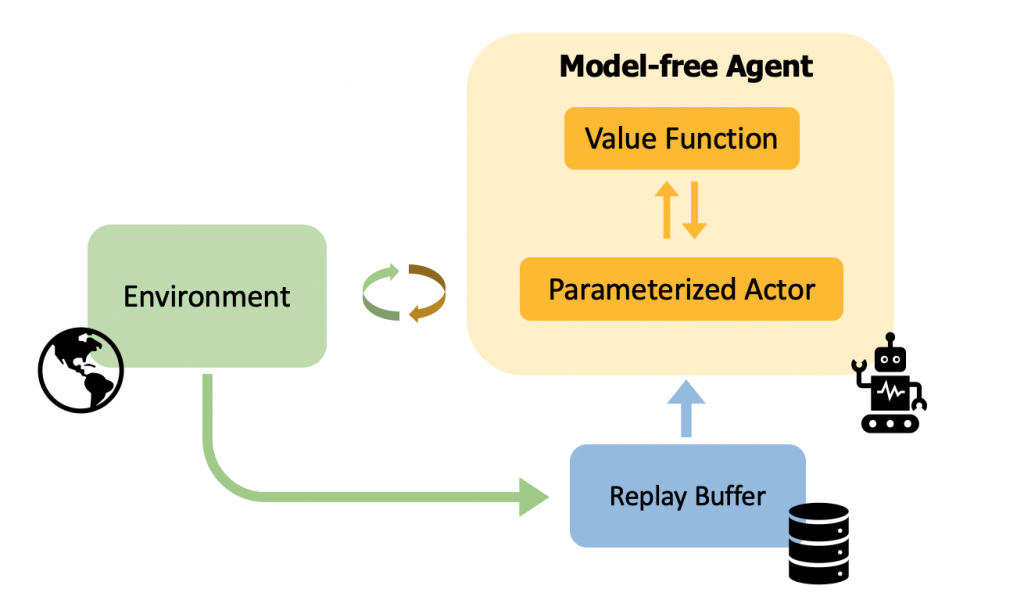 Model-free Agent
Value Function
Parameterized Actor
Environment
Replay Buffer